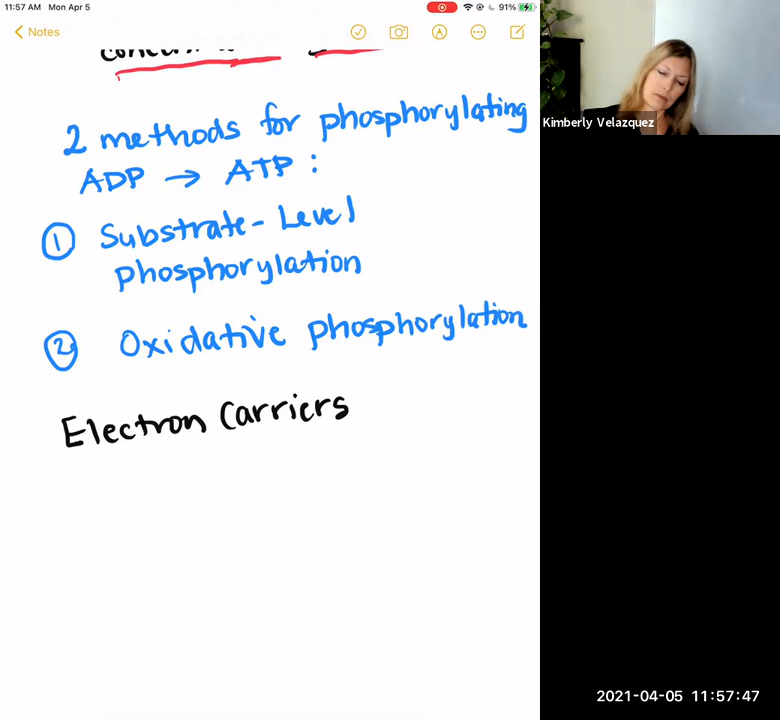 11:57 AM Mon Apr 5
91%
Notes
2 methods for phosphorylating
ADP → ATP :
① Substrate-Level
phosphorylation
② Oxidative phosphorylation
Electron Carriers
Kimberly Velazquez
2021-04-05 11:57:47